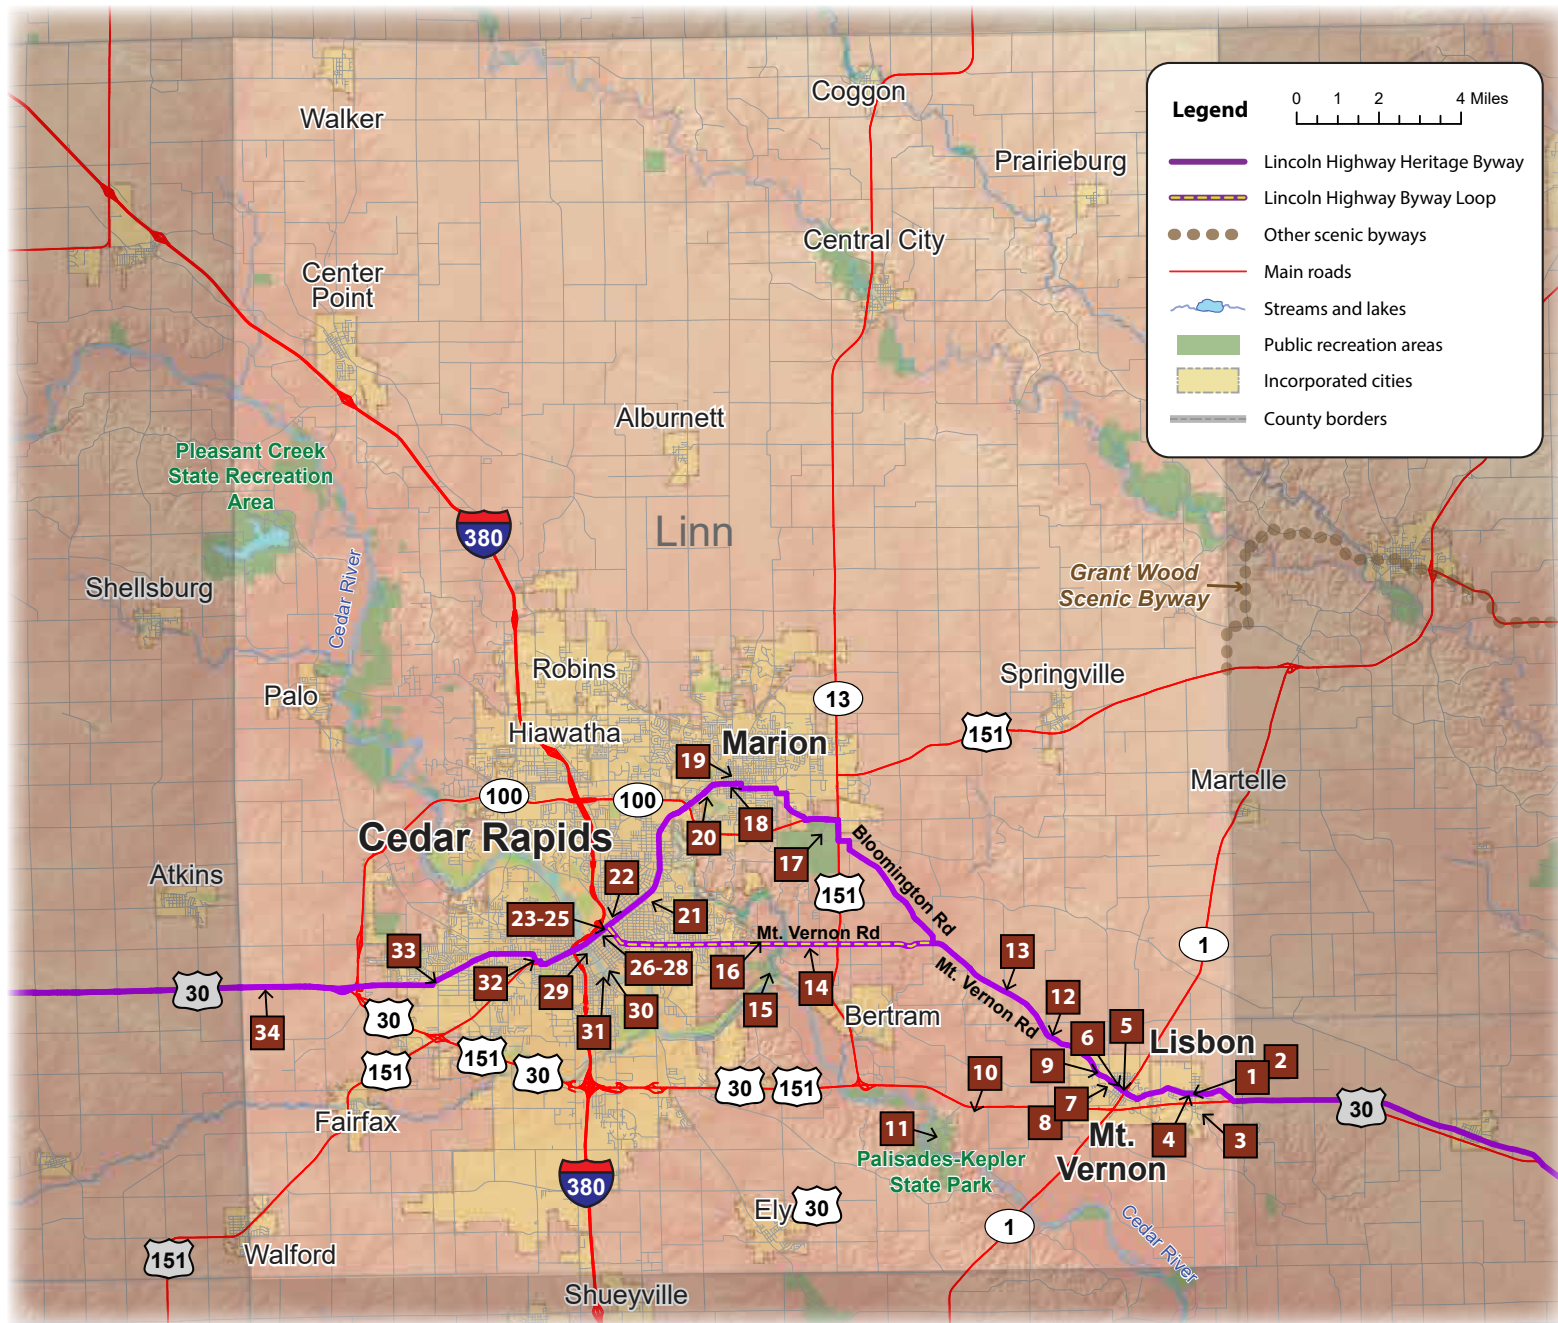 Walker
Coggon
Prairieburg
Central City
Center
Point
Alburnett
Pleasant Creek
State Recreation
Area
Linn
380
Cedar River
Shellsburg
Grant Wood
Scenic Byway
Robins
Palo
Springville
13
151
Hiawatha
Marion
19
Martelle
100
100
18
20
Cedar Rapids
17
Bloomington Rd
Atkins
22
151
23-25
21
Mt. Vernon Rd
1
33
26-28
16
13
32
29
14
Mt. Vernon Rd
30
15
12
34
30
31
30
Bertram
5
6
Lisbon
151
151
30
9
2
1
10
30
151
7
8
30
Fairfax
11
Mt.
Vernon
4
3
Palisades-Kepler
State Park
380
Ely
30
1
Cedar River
151
Walford
Shueyville
Legend
0 1 2 4 Miles
Lincoln Highway Heritage Byway
Lincoln Highway Byway Loop
Other scenic byways
Main roads
Streams and lakes
Public recreation areas
Incorporated cities
County borders